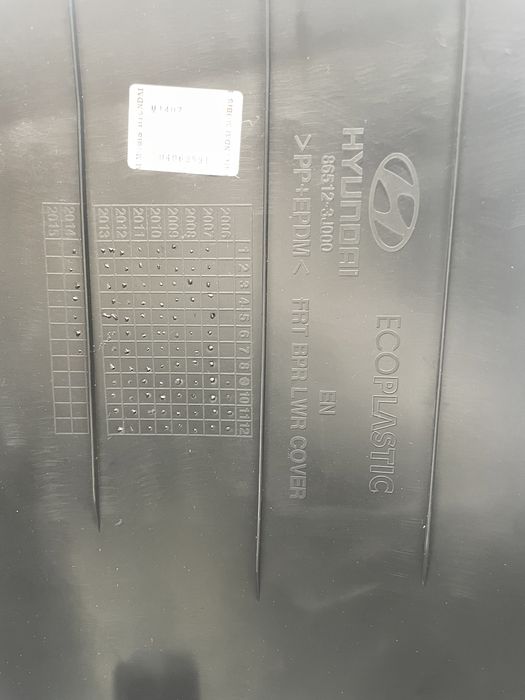 HYUNDAI
86512-3J000
>PP+EPDM<
ECOPLASTIC
EN
FRT BPR LWR COVER
1 2 3 4 5 6 7 8 9 10 11 12
2006
2007
2008
2009
2010
2011
2012
2013
2014
2015